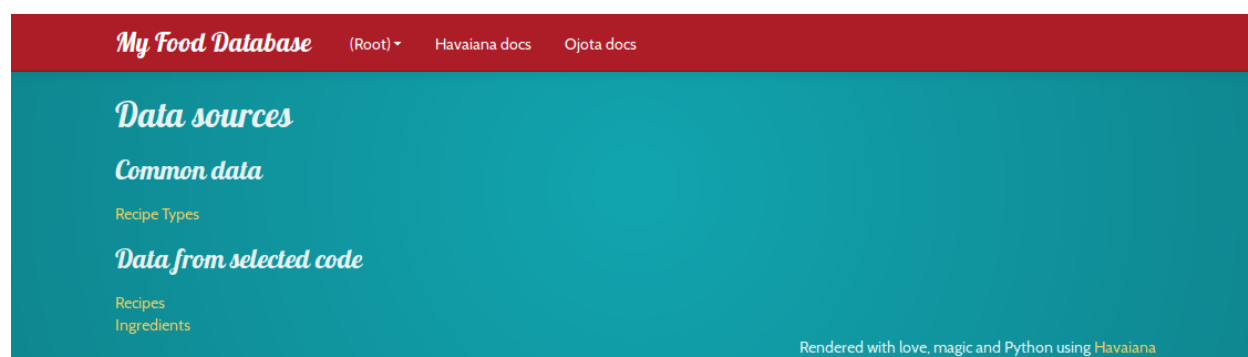 My Food Database (Root) Havaiana docs Ojota docs
Data sources
Common data
Recipe Types
Data from selected code
Recipes
Ingredients
Rendered with love, magic and Python using Havaiana